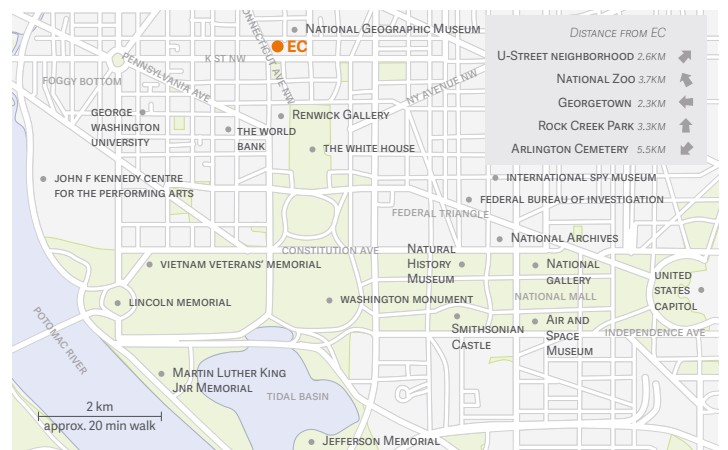 National Geographic Museum
EC
CONNECTICUT AVE NW
K ST NW
PENNSYLVANIA AVE
FOGGY BOTTOM
NY AVENUE NW
Distance from EC
U-Street neighborhood 2.6KM
National Zoo 3.7KM
Georgetown 2.3KM
Rock Creek Park 3.3KM
Arlington Cemetery 5.5KM
George
Washington
University
The World
Bank
Renwick Gallery
The White House
John F Kennedy Centre
for the Performing Arts
International Spy Museum
Federal Bureau of Investigation
FEDERAL TRIANGLE
National Archives
CONSTITUTION AVE
Natural
History
Museum
Vietnam Veterans' Memorial
National
Gallery
United
States
Capitol
NATIONAL MALL
Lincoln Memorial
Washington Monument
Smithsonian
Castle
Air and
Space
Museum
INDEPENDENCE AVE
POTOMAC RIVER
Martin Luther King
Jnr Memorial
TIDAL BASIN
2 km
approx. 20 min walk
Jefferson Memorial